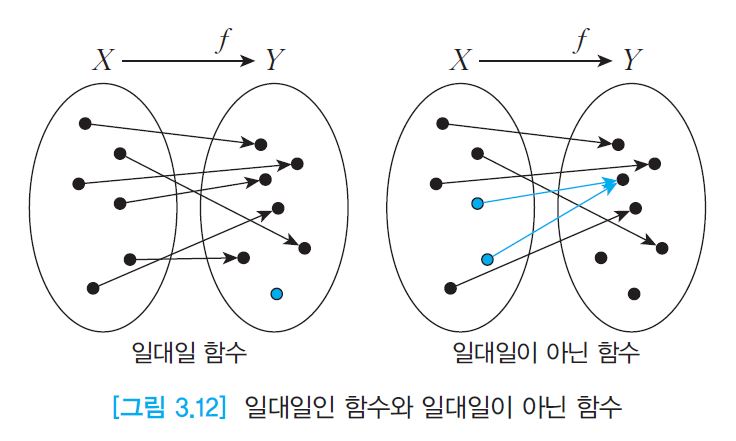 f
X Y
f
X Y
일대일 함수
일대일이 아닌 함수
[그림 3.12] 일대일인 함수와 일대일이 아닌 함수